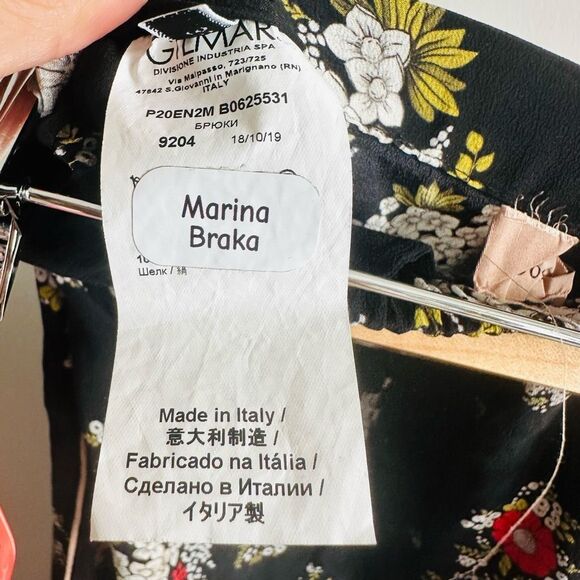 GILMAR
DIVISIONE INDUSTRIA SPA
Via Malpasso, 723/725
47842 S.Giovanni in Marignano (RN)
ITALY
P20EN2M B0625531
БРЮКИ
9204 18/10/19
Marina
Braka
Шелк / 絹
Made in Italy /
意大利制造 /
Fabricado na Itália /
Сделано в Италии /
イタリア製